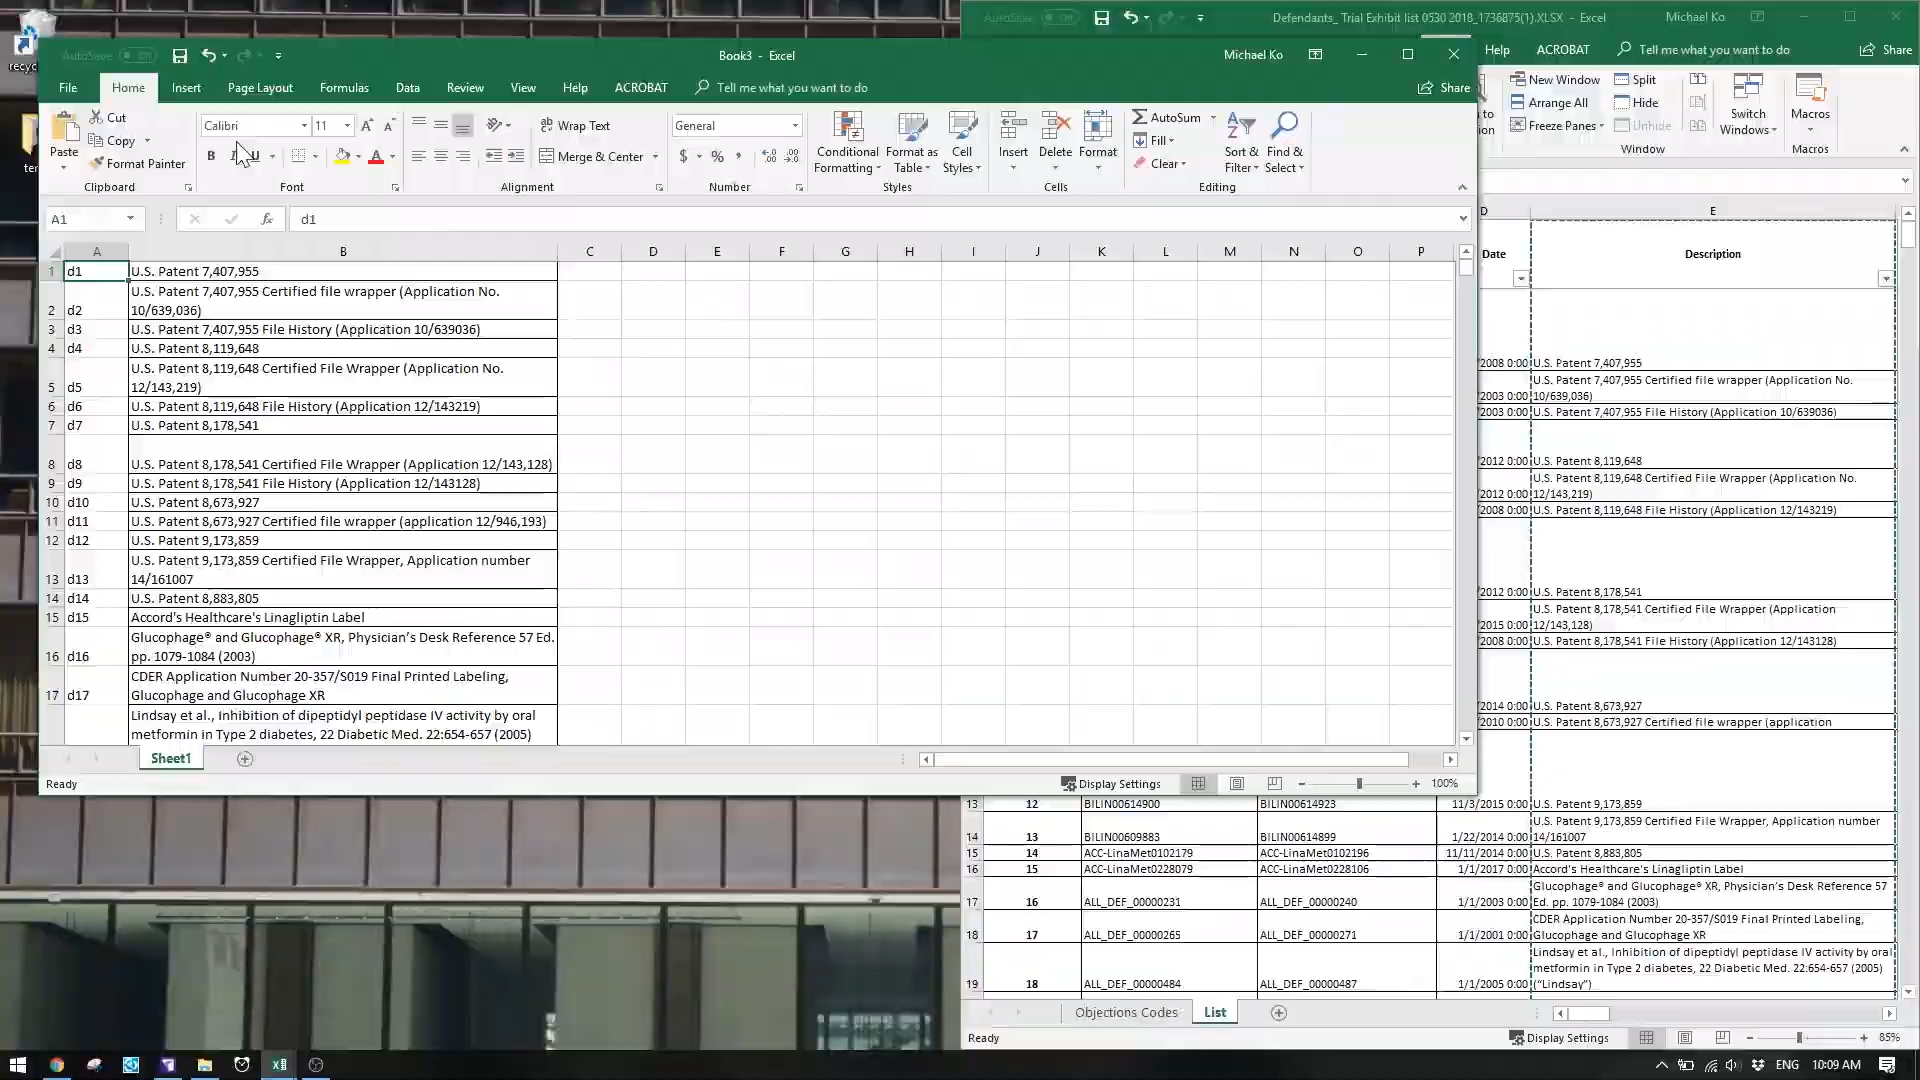 AutoSave Off
Book3 - Excel
Michael Ko
File Home Insert Page Layout Formulas Data Review View Help ACROBAT Tell me what you want to do Share
Paste
Cut
Copy
Format Painter
Clipboard
Calibri 11
B I U
Font
Wrap Text
Merge & Center
Alignment
General
$ % ,
Number
Conditional Formatting
Format as Table
Cell Styles
Styles
Insert Delete Format
Cells
AutoSum
Fill
Clear
Sort & Filter
Find & Select
Editing
A1 fx d1
A B C D E F G H I J K L M N O P
1 d1 U.S. Patent 7,407,955
U.S. Patent 7,407,955 Certified file wrapper (Application No.
2 d2 10/639,036)
3 d3 U.S. Patent 7,407,955 File History (Application 10/639036)
4 d4 U.S. Patent 8,119,648
U.S. Patent 8,119,648 Certified File Wrapper (Application No.
5 d5 12/143,219)
6 d6 U.S. Patent 8,119,648 File History (Application 12/143219)
7 d7 U.S. Patent 8,178,541
8 d8 U.S. Patent 8,178,541 Certified File Wrapper (Application 12/143,128)
9 d9 U.S. Patent 8,178,541 File History (Application 12/143128)
10 d10 U.S. Patent 8,673,927
11 d11 U.S. Patent 8,673,927 Certified file wrapper (application 12/946,193)
12 d12 U.S. Patent 9,173,859
U.S. Patent 9,173,859 Certified File Wrapper, Application number
13 d13 14/161007
14 d14 U.S. Patent 8,883,805
15 d15 Accord's Healthcare's Linagliptin Label
Glucophage® and Glucophage® XR, Physician’s Desk Reference 57 Ed.
16 d16 pp. 1079-1084 (2003)
CDER Application Number 20-357/S019 Final Printed Labeling,
17 d17 Glucophage and Glucophage XR
Lindsay et al., Inhibition of dipeptidyl peptidase IV activity by oral
metformin in Type 2 diabetes, 22 Diabetic Med. 22:654-657 (2005)
Sheet1
Ready
Display Settings
100%
AutoSave Off
Defendants_ Trial Exhibit list 0530 2018_1736875(1).XLSX - Excel
Michael Ko
Help ACROBAT Tell me what you want to do Share
New Window
Arrange All
Freeze Panes
Split
Hide
Unhide
Switch Windows
Macros
Window
Macros
D E
Date Description
/2008 0:00 U.S. Patent 7,407,955
U.S. Patent 7,407,955 Certified file wrapper (Application No.
/2003 0:00 10/639,036)
/2003 0:00 U.S. Patent 7,407,955 File History (Application 10/639036)
/2012 0:00 U.S. Patent 8,119,648
U.S. Patent 8,119,648 Certified File Wrapper (Application No.
/2012 0:00 12/143,219)
/2008 0:00 U.S. Patent 8,119,648 File History (Application 12/143219)
/2012 0:00 U.S. Patent 8,178,541
U.S. Patent 8,178,541 Certified File Wrapper (Application
/2015 0:00 12/143,128)
/2008 0:00 U.S. Patent 8,178,541 File History (Application 12/143128)
/2014 0:00 U.S. Patent 8,673,927
/2010 0:00 U.S. Patent 8,673,927 Certified file wrapper (application
13 12 BILIN00614900 BILIN00614923 11/3/2015 0:00 U.S. Patent 9,173,859
U.S. Patent 9,173,859 Certified File Wrapper, Application number
14 13 BILIN00609883 BILIN00614899 1/22/2014 0:00 14/161007
15 14 ACC-LinaMet0102179 ACC-LinaMet0102196 11/11/2014 0:00 U.S. Patent 8,883,805
16 15 ACC-LinaMet0228079 ACC-LinaMet0228106 1/1/2017 0:00 Accord's Healthcare's Linagliptin Label
Glucophage® and Glucophage® XR, Physician’s Desk Reference 57
17 16 ALL_DEF_00000231 ALL_DEF_00000240 1/1/2003 0:00 Ed. pp. 1079-1084 (2003)
CDER Application Number 20-357/S019 Final Printed Labeling,
18 17 ALL_DEF_00000265 ALL_DEF_00000271 1/1/2001 0:00 Glucophage and Glucophage XR
Lindsay et al., Inhibition of dipeptidyl peptidase IV activity by oral
metformin in Type 2 diabetes, 22 Diabetic Med. 22:654-657 (2005)
19 18 ALL_DEF_00000484 ALL_DEF_00000487 1/1/2005 0:00 (“Lindsay”)
Objections Codes List
Ready
Display Settings
85%
ENG 10:09 AM